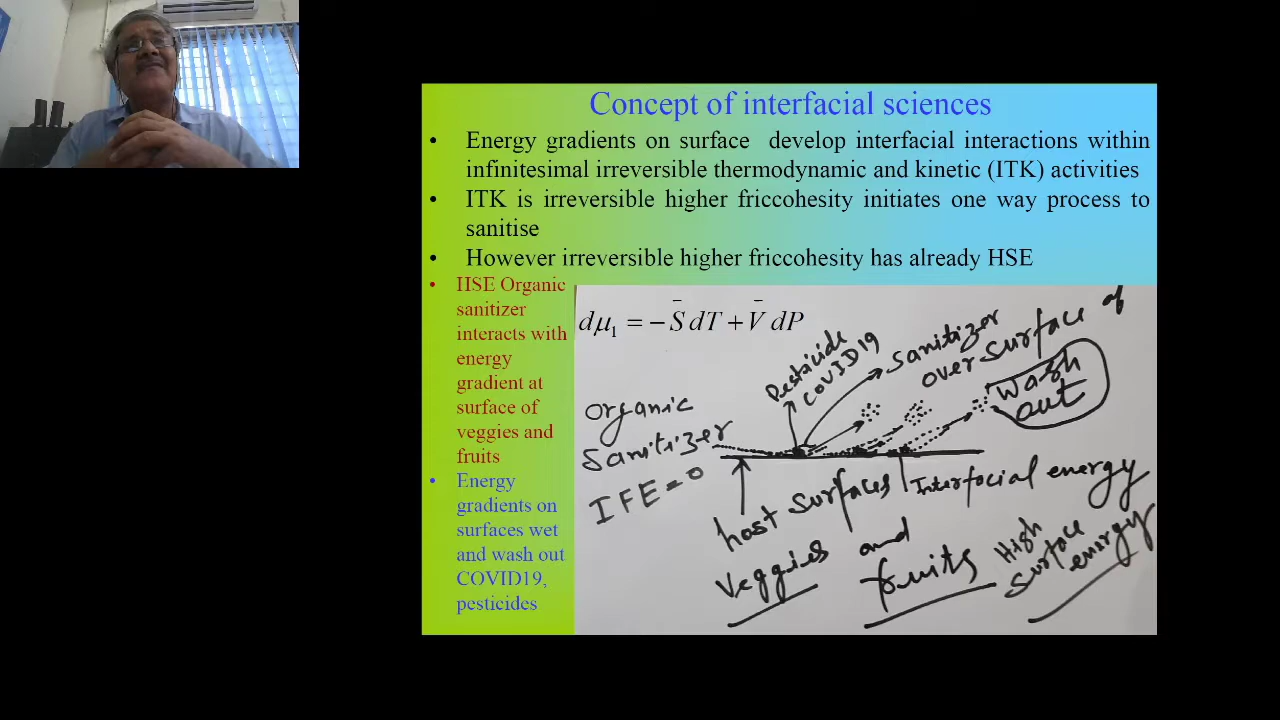 Concept of interfacial sciences
• Energy gradients on surface develop interfacial interactions within
infinitesimal irreversible thermodynamic and kinetic (ITK) activities
• ITK is irreversible higher friccohesity initiates one way process to
sanitise
• However irreversible higher friccohesity has already HSE
• HSE Organic
sanitizer
interacts with
energy
gradient at
surface of
veggies and
fruits
• Energy
gradients on
surfaces wet
and wash out
COVID19,
pesticides
dμ₁ = − S̄ dT + V̄ dP
Pesticide
COVID19
Sanitizer
over surface of
Wash
out
Organic
Sanitizer
IFE = 0
host surfaces
Veggies and
fruits
Interfacial energy
High
Surface
energy